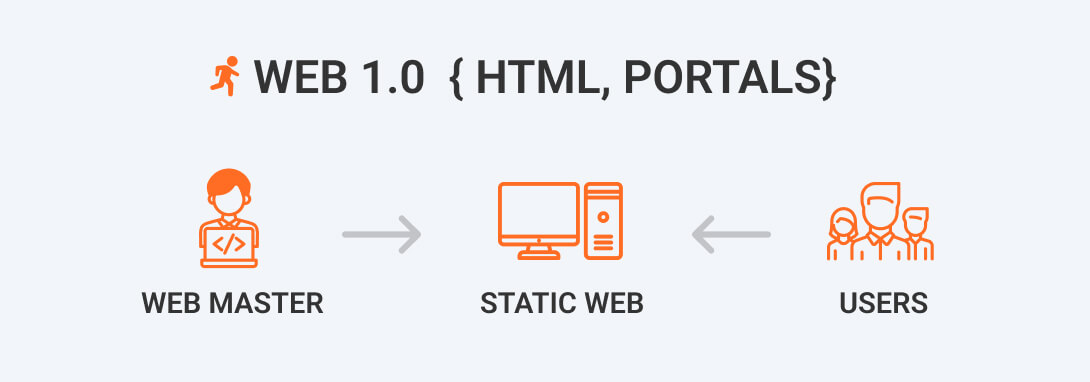 WEB 1.0 { HTML, PORTALS}
</>
WEB MASTER
STATIC WEB
USERS